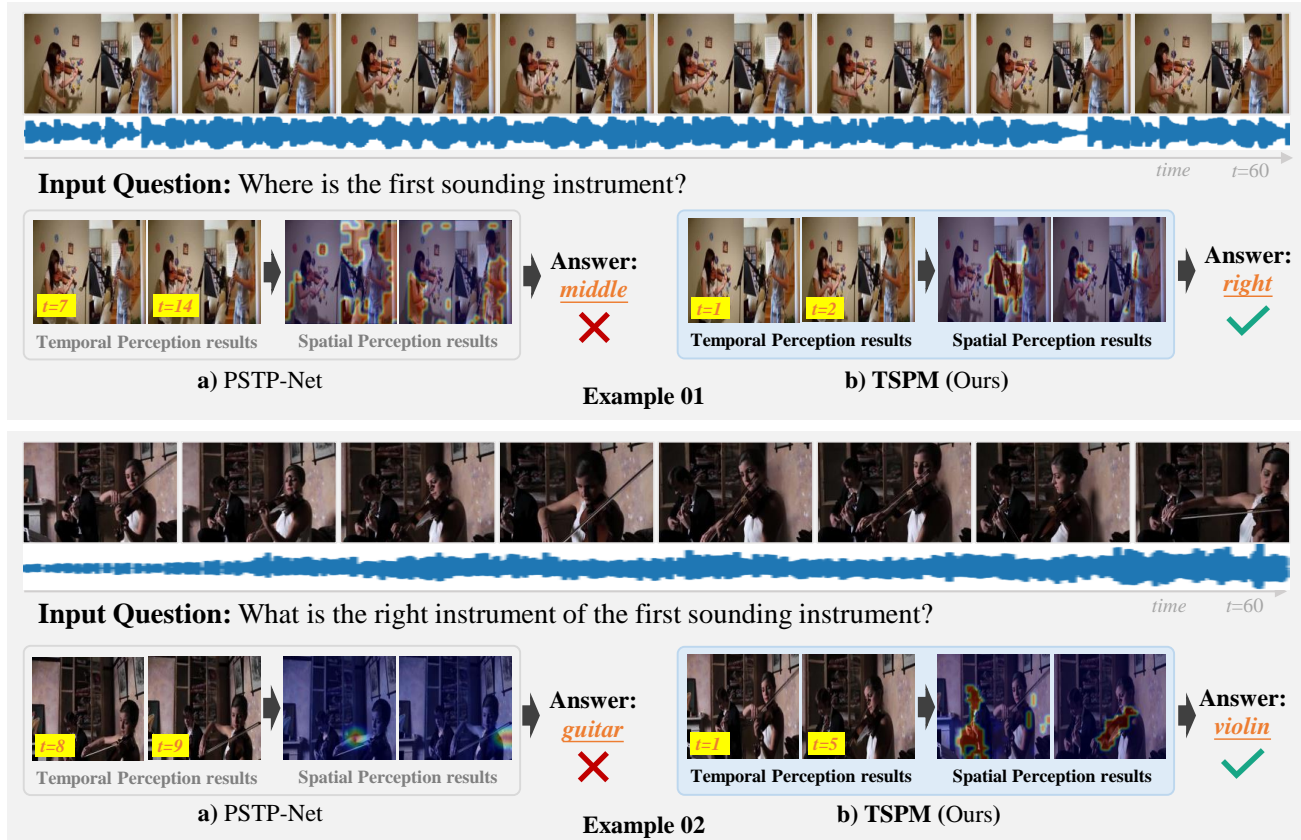 time t=60
Input Question: Where is the first sounding instrument?
t=7 t=14
Temporal Perception results Spatial Perception results
Answer:
middle
a) PSTP-Net
t=1 t=2
Temporal Perception results Spatial Perception results
Answer:
right
b) TSPM (Ours)
Example 01
time t=60
Input Question: What is the right instrument of the first sounding instrument?
t=8 t=9
Temporal Perception results Spatial Perception results
Answer:
guitar
a) PSTP-Net
t=1 t=5
Temporal Perception results Spatial Perception results
Answer:
violin
b) TSPM (Ours)
Example 02